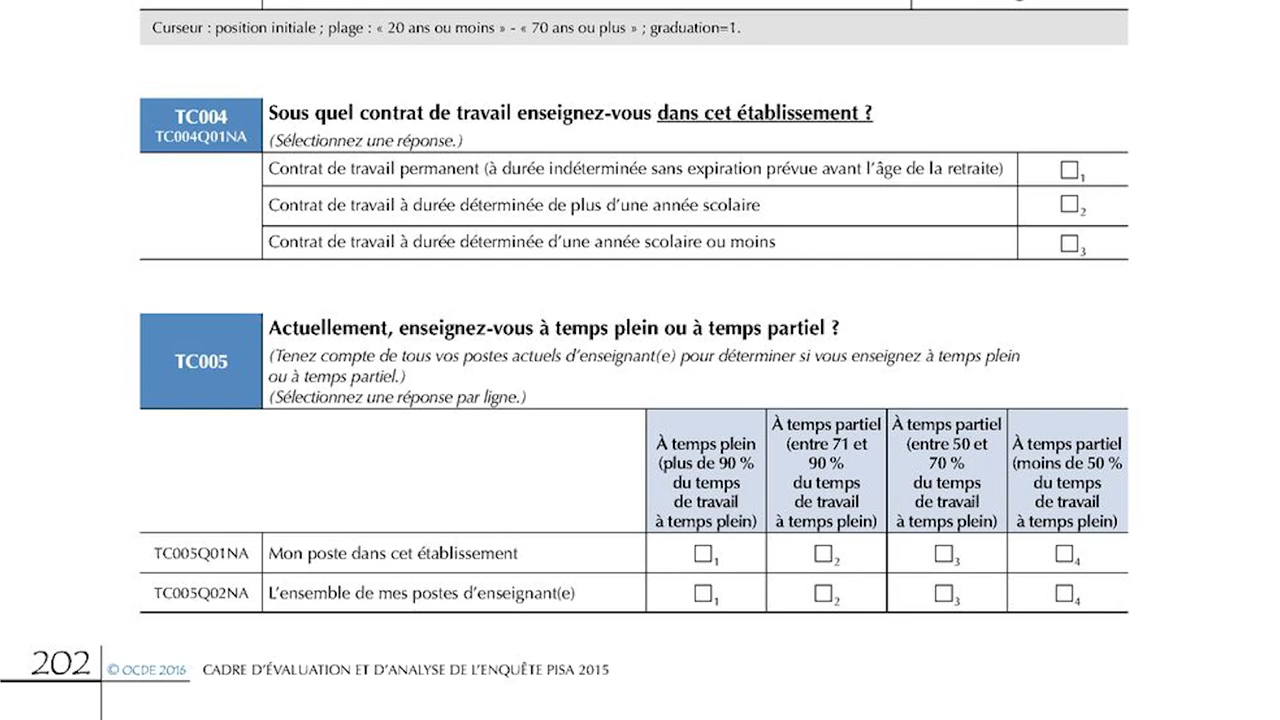 Curseur : position initiale ; plage : « 20 ans ou moins » - « 70 ans ou plus » ; graduation=1.
TC004
TC004Q01NA
Sous quel contrat de travail enseignez-vous dans cet établissement ?
(Sélectionnez une réponse.)
Contrat de travail permanent (à durée indéterminée sans expiration prévue avant l'âge de la retraite) □1
Contrat de travail à durée déterminée de plus d'une année scolaire □2
Contrat de travail à durée déterminée d'une année scolaire ou moins □3
TC005
Actuellement, enseignez-vous à temps plein ou à temps partiel ?
(Tenez compte de tous vos postes actuels d'enseignant(e) pour déterminer si vous enseignez à temps plein
ou à temps partiel.)
(Sélectionnez une réponse par ligne.)
À temps plein
(plus de 90 %
du temps
de travail
à temps plein)
À temps partiel
(entre 71 et
90 %
du temps
de travail
à temps plein)
À temps partiel
(entre 50 et
70 %
du temps
de travail
à temps plein)
À temps partiel
(moins de 50 %
du temps
de travail
à temps plein)
TC005Q01NA Mon poste dans cet établissement □1 □2 □3 □4
TC005Q02NA L'ensemble de mes postes d'enseignant(e) □1 □2 □3 □4
202 © OCDE 2016 CADRE D'ÉVALUATION ET D'ANALYSE DE L'ENQUÊTE PISA 2015